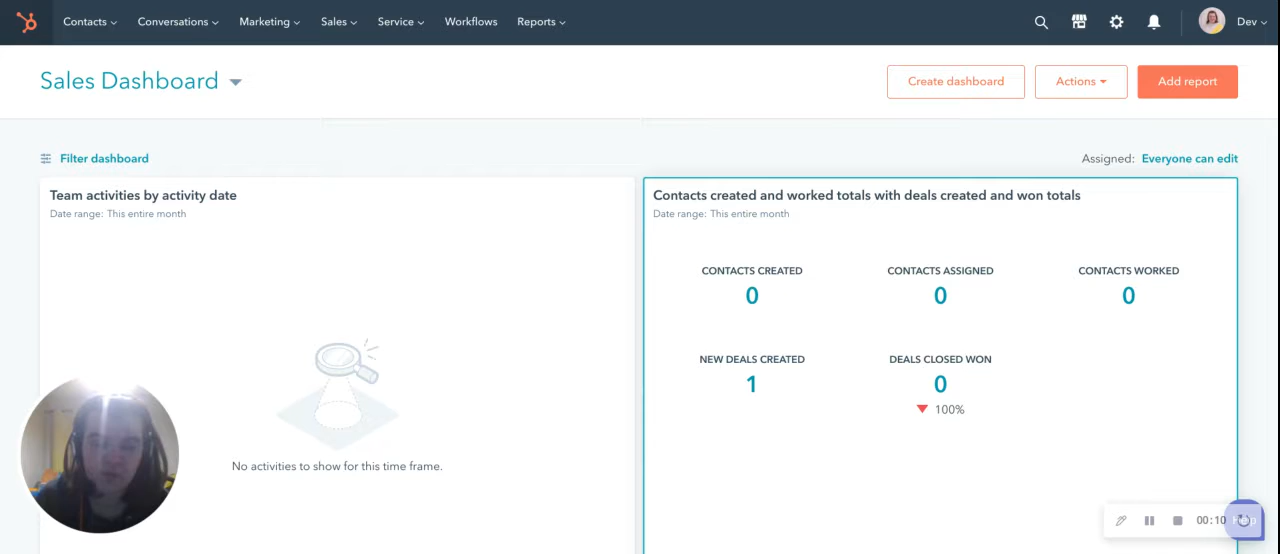 Contacts Conversations Marketing Sales Service Workflows Reports Dev
Sales Dashboard Create dashboard Actions Add report
Filter dashboard Assigned: Everyone can edit
Team activities by activity date
Date range: This entire month
No activities to show for this time frame.
Contacts created and worked totals with deals created and won totals
Date range: This entire month
CONTACTS CREATED CONTACTS ASSIGNED CONTACTS WORKED
0 0 0
NEW DEALS CREATED DEALS CLOSED WON
1 0
100%
00:10 Help